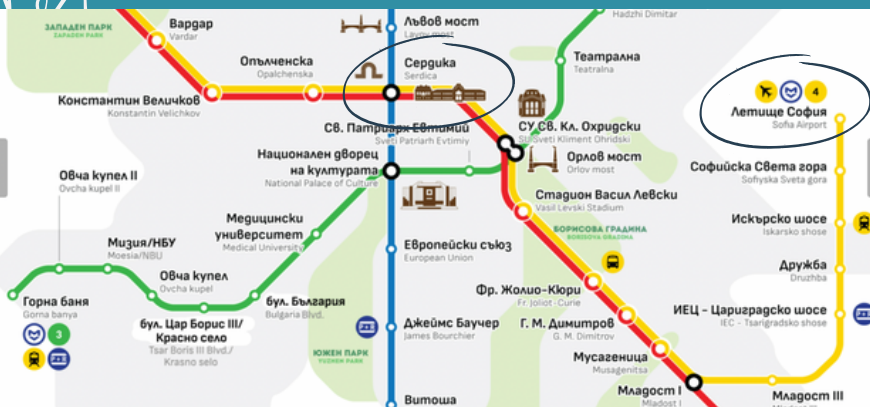 ЗАПАДЕН ПАРК
ZAPADEN PARK
Вардар
Vardar
Опълченска
Opalchenska
Константин Величков
Konstantin Velichkov
Лъвов мост
Lavov most
Сердика
Serdica
Hadzhi Dimitar
Театрална
Teatralna
Св. Патриарх Евтимий
Sveti Patriarh Evtimiy
СУ Св. Кл. Охридски
SU Sveti Kliment Ohridski
Орлов мост
Orlov most
Национален дворец
на културата
National Palace of Culture
Стадион Васил Левски
Vasil Levski Stadium
БОРИСОВА ГРАДИНА
BORISOVA GRADINA
Овча купел II
Ovcha kupel II
Медицински
университет
Medical University
Мизия/НБУ
Moesia/NBU
Овча купел
Ovcha kupel
Горна баня
Gorna banya
3
бул. Цар Борис III/
Красно село
Tsar Boris III Blvd./
Krasno selo
бул. България
Bulgaria Blvd.
Европейски съюз
European Union
Джеймс Баучер
James Bourchier
ЮЖЕН ПАРК
YUZHEN PARK
Витоша
Фр. Жолио-Кюри
Fr. Joliot-Curie
Г. М. Димитров
G. M. Dimitrov
Мусагеница
Musagenitsa
Младост I
Mladost I
Младост III
4
Летище София
Sofia Airport
Софийска Света гора
Sofiyska Sveta gora
Искърско шосе
Iskarsko shose
Дружба
Druzhba
ИЕЦ - Цариградско шосе
IEC - Tsarigradsko shose